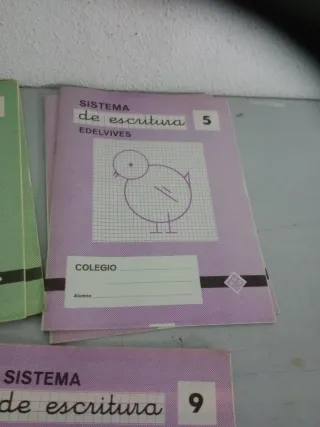 SISTEMA
de escritura 5
EDELVIVES
COLEGIO
Alumno
SISTEMA
de escritura 9